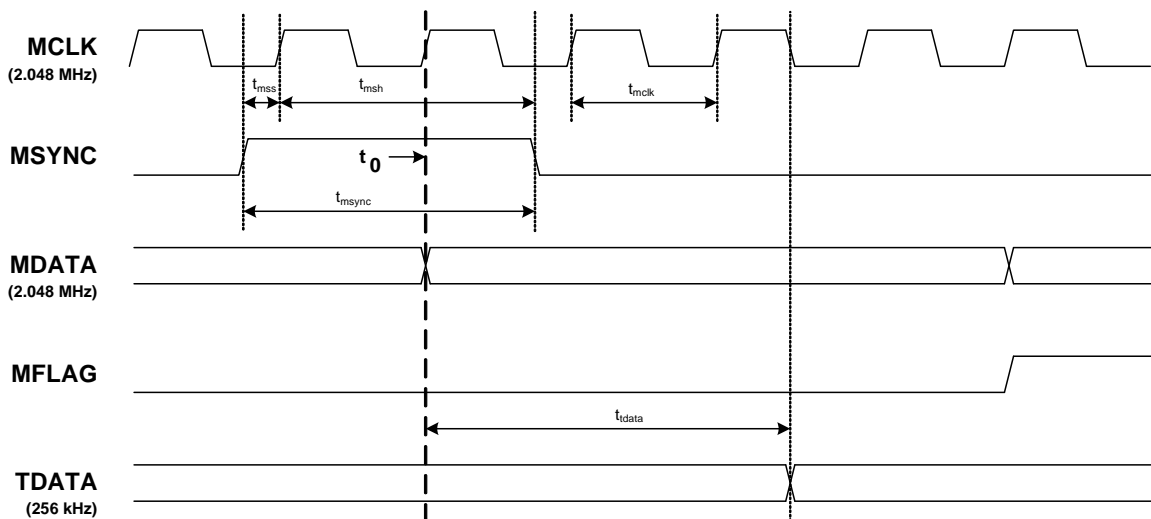 MCLK
(2.048 MHz)
tmss
tmsh
tmclk
MSYNC
t0
tmsync
MDATA
(2.048 MHz)
MFLAG
ttdata
TDATA
(256 kHz)